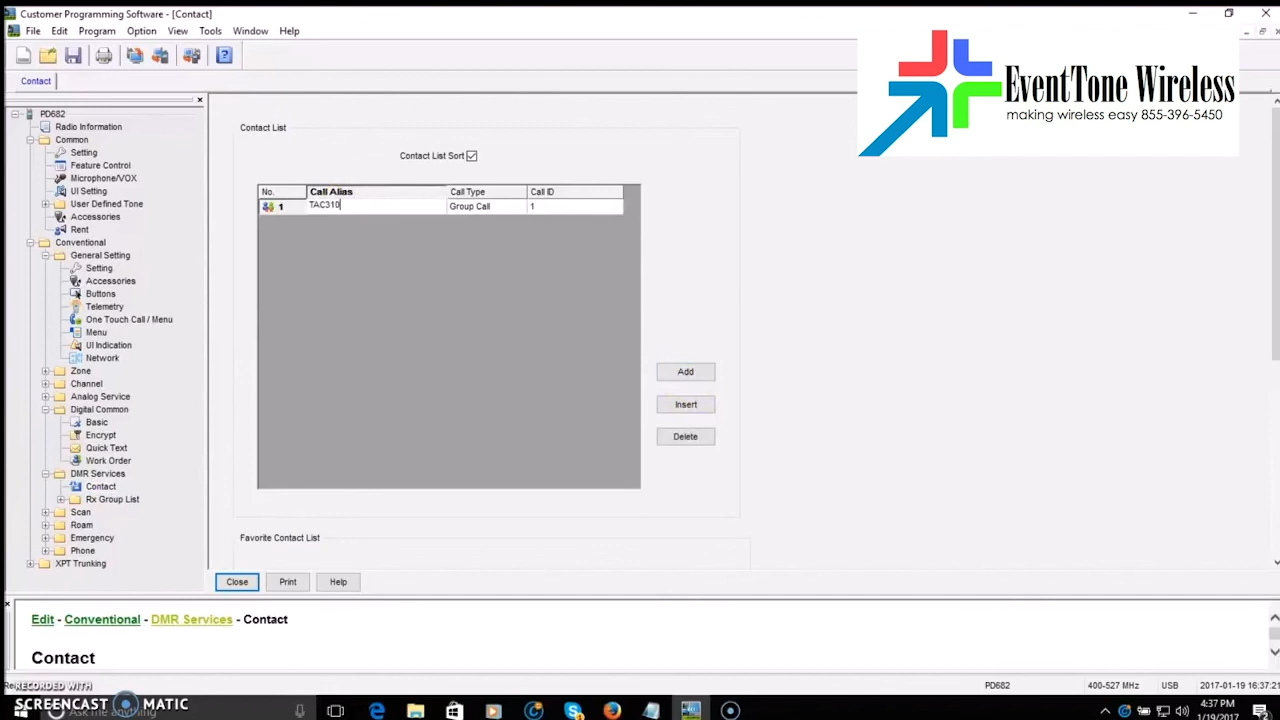 Customer Programming Software - [Contact]
File Edit Program Option View Tools Window Help
EventTone Wireless
making wireless easy 855-396-5450
Contact
PD682
Radio Information
Common
Setting
Feature Control
Microphone/VOX
UI Setting
User Defined Tone
Accessories
Rent
Conventional
General Setting
Setting
Accessories
Buttons
Telemetry
One Touch Call / Menu
Menu
UI Indication
Network
Zone
Channel
Analog Service
Digital Common
Basic
Encrypt
Quick Text
Work Order
DMR Services
Contact
Rx Group List
Scan
Roam
Emergency
Phone
XPT Trunking
Contact List
Contact List Sort
No. Call Alias Call Type Call ID
1 TAC310 Group Call 1
Add
Insert
Delete
Favorite Contact List
Close Print Help
Edit - Conventional - DMR Services - Contact
Contact
RECORDED WITH
SCREENCAST MATIC
PD682 400-527 MHz USB 2017-01-19 16:37:21
4:37 PM
1/19/2017